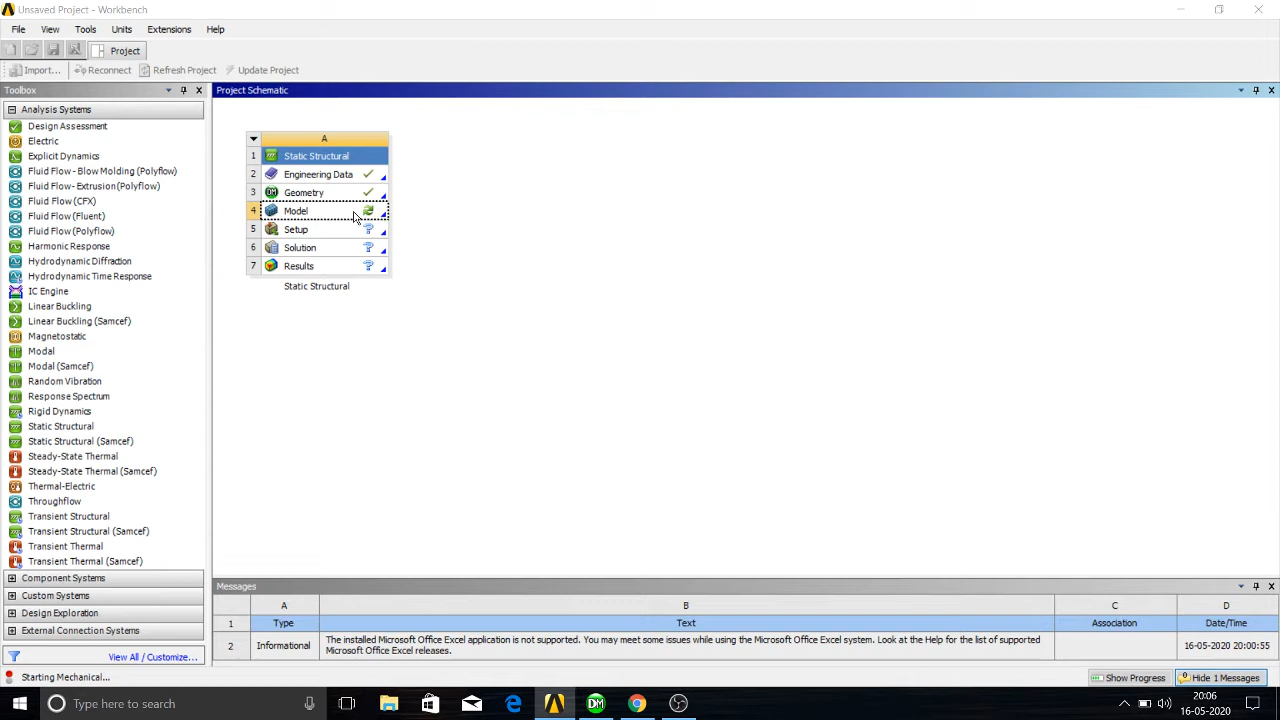 Unsaved Project - Workbench
File View Tools Units Extensions Help
Project
Import... Reconnect Refresh Project Update Project
Toolbox
Analysis Systems
Design Assessment
Electric
Explicit Dynamics
Fluid Flow - Blow Molding (Polyflow)
Fluid Flow - Extrusion (Polyflow)
Fluid Flow (CFX)
Fluid Flow (Fluent)
Fluid Flow (Polyflow)
Harmonic Response
Hydrodynamic Diffraction
Hydrodynamic Time Response
IC Engine
Linear Buckling
Linear Buckling (Samcef)
Magnetostatic
Modal
Modal (Samcef)
Random Vibration
Response Spectrum
Rigid Dynamics
Static Structural
Static Structural (Samcef)
Steady-State Thermal
Steady-State Thermal (Samcef)
Thermal-Electric
Throughflow
Transient Structural
Transient Structural (Samcef)
Transient Thermal
Transient Thermal (Samcef)
Component Systems
Custom Systems
Design Exploration
External Connection Systems
View All / Customize...
Project Schematic
A
1 Static Structural
2 Engineering Data
3 DM Geometry
4 Model
5 Setup ?
6 Solution ?
7 Results ?
Static Structural
Messages
A B C D
1 Type Text Association Date/Time
2 Informational The installed Microsoft Office Excel application is not supported. You may meet some issues while using the Microsoft Office Excel system. Look at the Help for the list of supported
Microsoft Office Excel releases. 16-05-2020 20:00:55
Starting Mechanical... Show Progress Hide 1 Messages
Type here to search
DM
20:06
16-05-2020